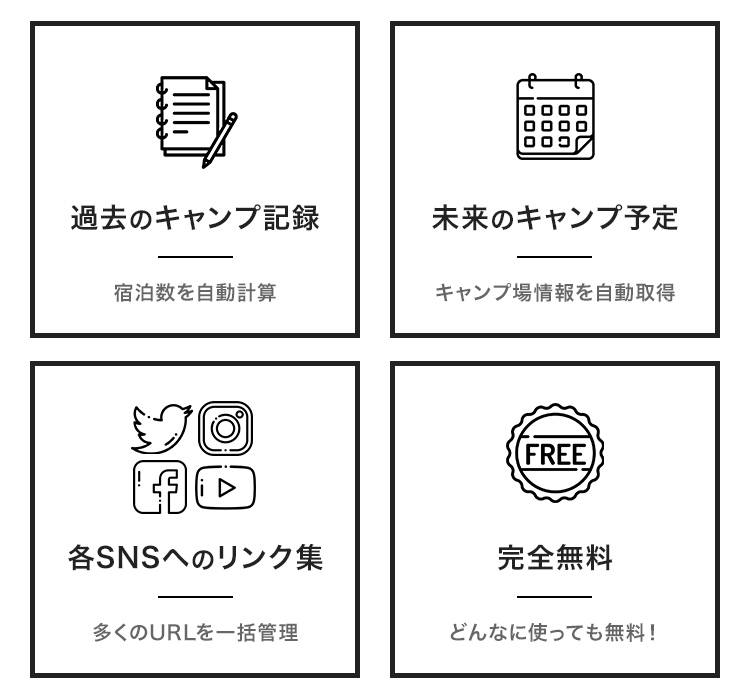 過去のキャンプ記録
宿泊数を自動計算
未来のキャンプ予定
キャンプ場情報を自動取得
各SNSへのリンク集
多くのURLを一括管理
FREE
完全無料
どんなに使っても無料！